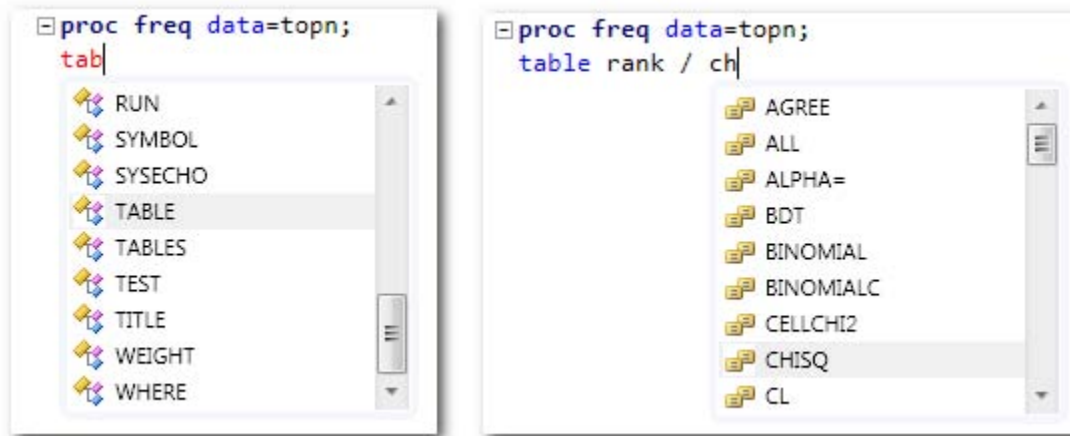 proc freq data=topn;
tab
RUN
SYMBOL
SYSECHO
TABLE
TABLES
TEST
TITLE
WEIGHT
WHERE
proc freq data=topn;
table rank / ch
AGREE
ALL
ALPHA=
BDT
BINOMIAL
BINOMIALC
CELLCHI2
CHISQ
CL